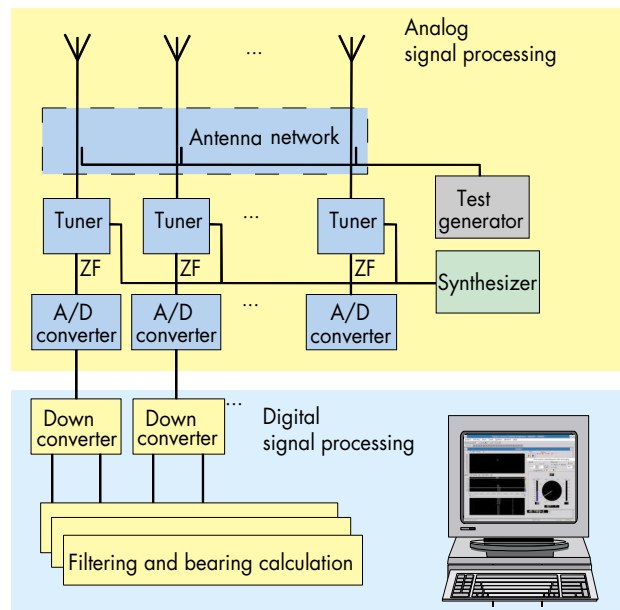 Analog
signal processing
...
Antenna network
Test
generator
Tuner
Tuner
...
Tuner
ZF
ZF
ZF
Synthesizer
A/D
converter
A/D
converter
...
A/D
converter
Down
converter
Down
converter
...
Digital
signal processing
Filtering and bearing calculation